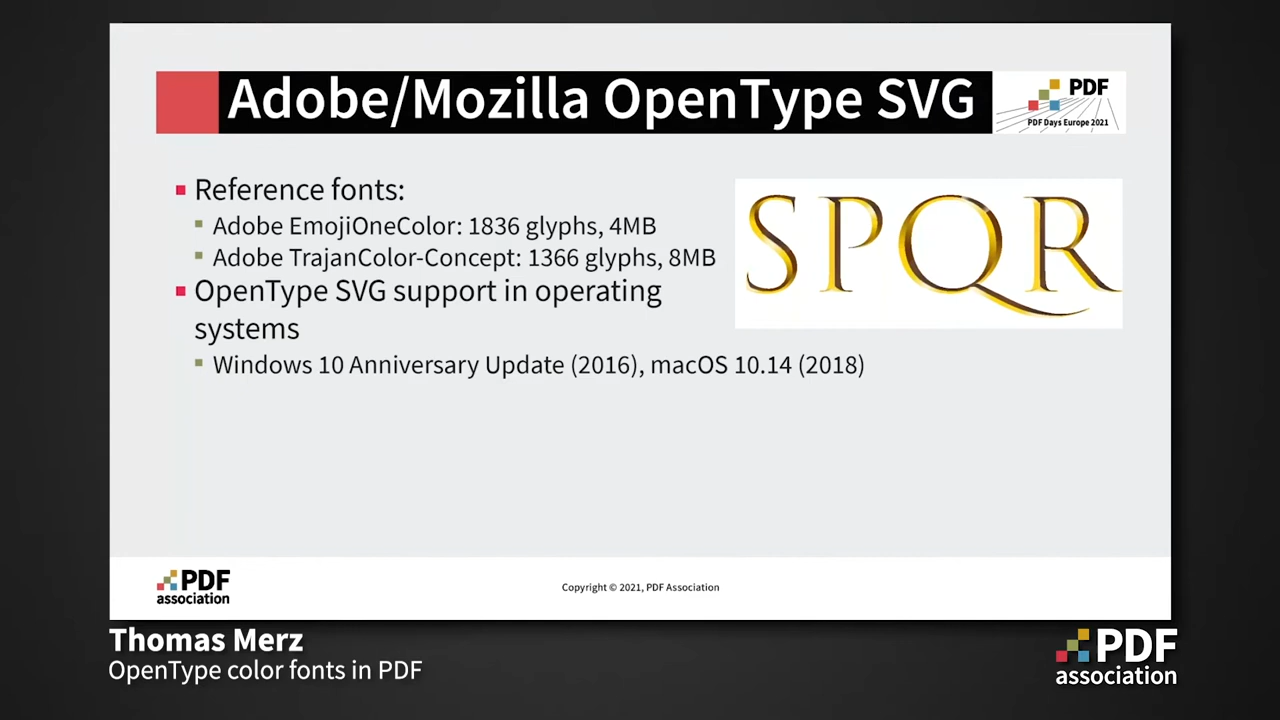 Adobe/Mozilla OpenType SVG
PDF
PDF Days Europe 2021
Reference fonts:
Adobe EmojiOneColor: 1836 glyphs, 4MB
Adobe TrajanColor-Concept: 1366 glyphs, 8MB
SPQR
OpenType SVG support in operating
systems
Windows 10 Anniversary Update (2016), macOS 10.14 (2018)
PDF
association
Copyright © 2021, PDF Association
Thomas Merz
OpenType color fonts in PDF
PDF
association